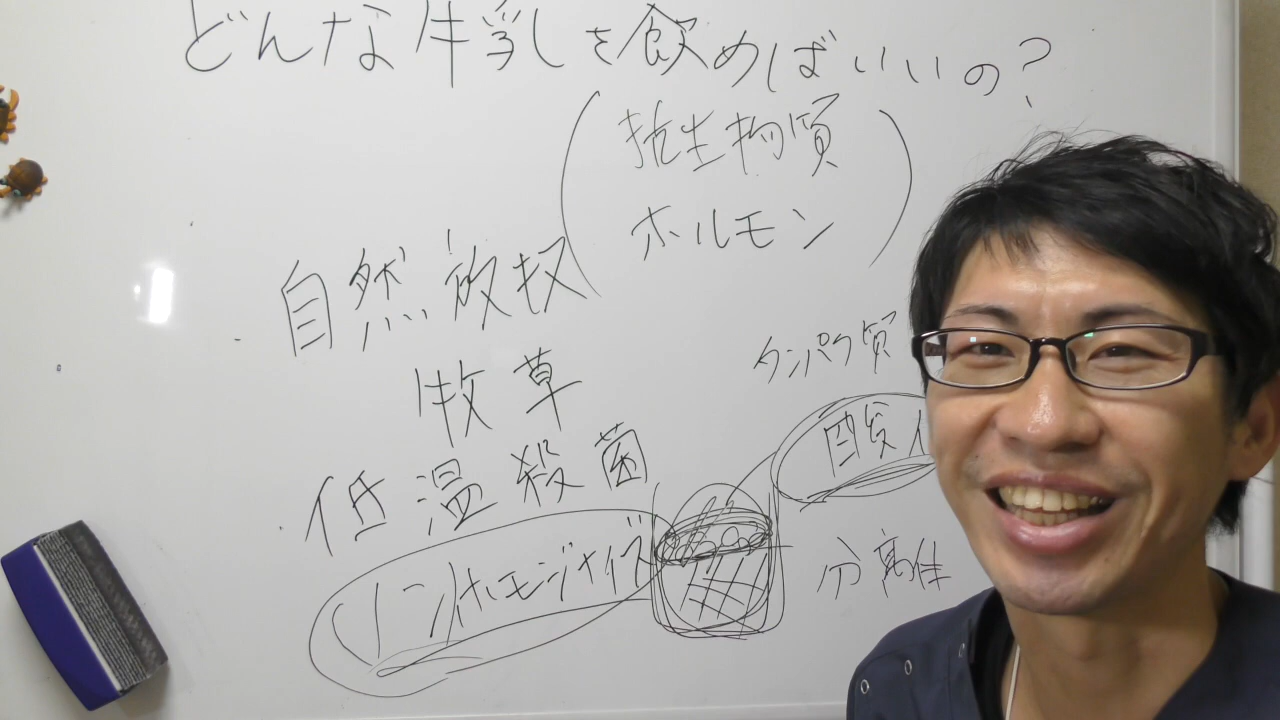 どんな牛乳を飲めばいいの?
抗生物質
ホルモン
自然放牧
牧草
低温殺菌
ノンホモジナイズ
タンパク質
酸化
分離